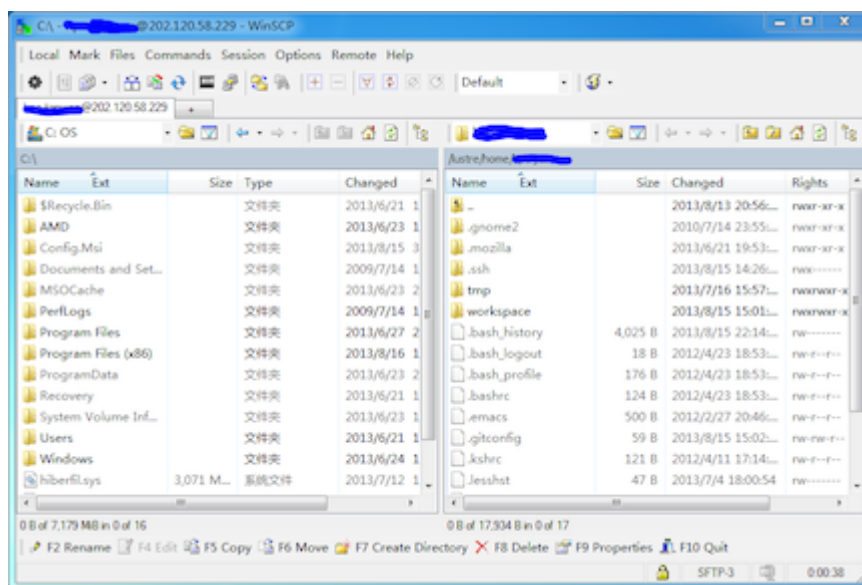 C:\ - @202.120.58.229 - WinSCP
Local Mark Files Commands Session Options Remote Help
Default
@202.120.58.229
C: OS
C:\
/lustre/home/
Name Ext Size Type Changed
Name Ext Size Changed Rights
$Recycle.Bin 文件夹 2013/6/21 1
.. 2013/8/13 20:56:... rwxr-xr-x
AMD 文件夹 2013/6/23 1
.gnome2 2010/7/14 23:55:... rwxr-xr-x
Config.Msi 文件夹 2013/8/15 3
.mozilla 2013/6/21 19:53:... rwxr-xr-x
Documents and Set... 文件夹 2009/7/14 1
.ssh 2013/8/15 14:26:... rwx------
MSOCache 文件夹 2013/6/23 2
tmp 2013/7/16 15:57:... rwxrwxr-x
PerfLogs 文件夹 2009/7/14 1
workspace 2013/8/15 15:01:... rwxrwxr-x
Program Files 文件夹 2013/6/27 2
.bash_history 4,025 B 2013/8/15 22:14:... rw-------
Program Files (x86) 文件夹 2013/8/16 1
.bash_logout 18 B 2012/4/23 18:53:... rw-r--r--
ProgramData 文件夹 2013/6/23 2
.bash_profile 176 B 2012/4/23 18:53:... rw-r--r--
Recovery 文件夹 2013/6/21 1
.bashrc 124 B 2012/4/23 18:53:... rw-r--r--
System Volume Inf... 文件夹 2013/6/23 1
.emacs 500 B 2012/2/27 20:46:... rw-r--r--
Users 文件夹 2013/6/21 1
.gitconfig 59 B 2013/8/15 15:02:... rw-rw-r--
Windows 文件夹 2013/6/24 1
.kshrc 121 B 2012/4/11 17:14:... rw-r--r--
hiberfil.sys 3,071 M... 系统文件 2013/7/12 1
.lesshst 47 B 2013/7/4 18:00:54 rw-------
0 B of 7,179 MiB in 0 of 16
0 B of 17,934 B in 0 of 17
F2 Rename F4 Edit F5 Copy F6 Move F7 Create Directory F8 Delete F9 Properties F10 Quit
SFTP-3 0:00:38